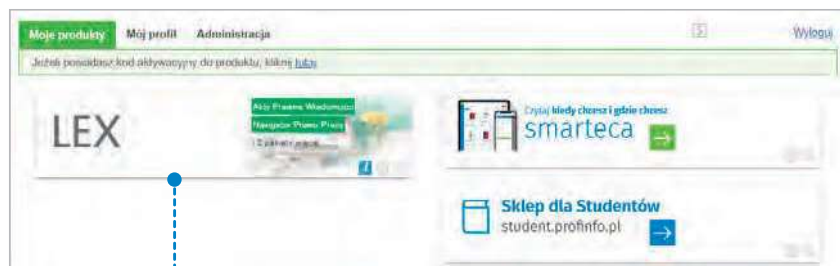 Moje produkty Mój profil Administracja Wyloguj
Jeżeli posiadasz kod aktywacyjny do produktu, kliknij tutaj
LEX
Akty Prawne Wiadomości
Nawigator Prawo Pracy
Czytaj kiedy chcesz i gdzie chcesz
smarteca
Sklep dla Studentów
student.profinfo.pl